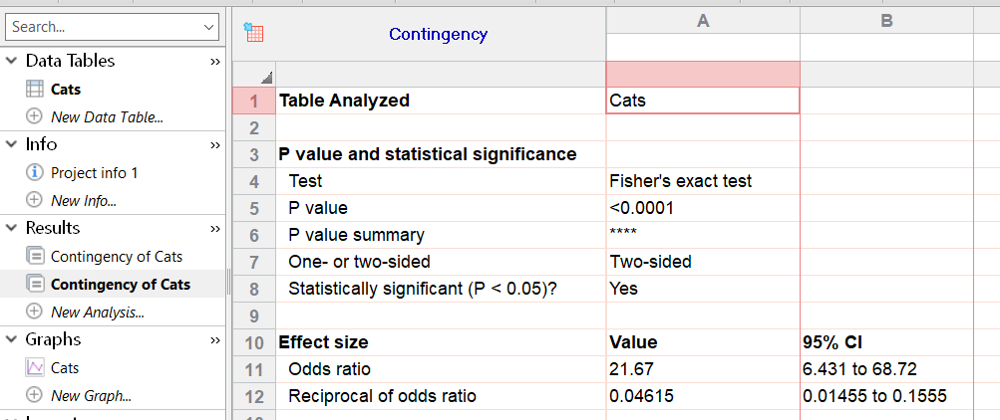 Search...
Data Tables »
Cats
New Data Table...
Info »
Project info 1
New Info...
Results »
Contingency of Cats
Contingency of Cats
New Analysis...
Graphs »
Cats
New Graph...
Contingency A B
1 Table Analyzed Cats
2
3 P value and statistical significance
4 Test Fisher's exact test
5 P value <0.0001
6 P value summary ****
7 One- or two-sided Two-sided
8 Statistically significant (P < 0.05)? Yes
9
10 Effect size Value 95% CI
11 Odds ratio 21.67 6.431 to 68.72
12 Reciprocal of odds ratio 0.04615 0.01455 to 0.1555